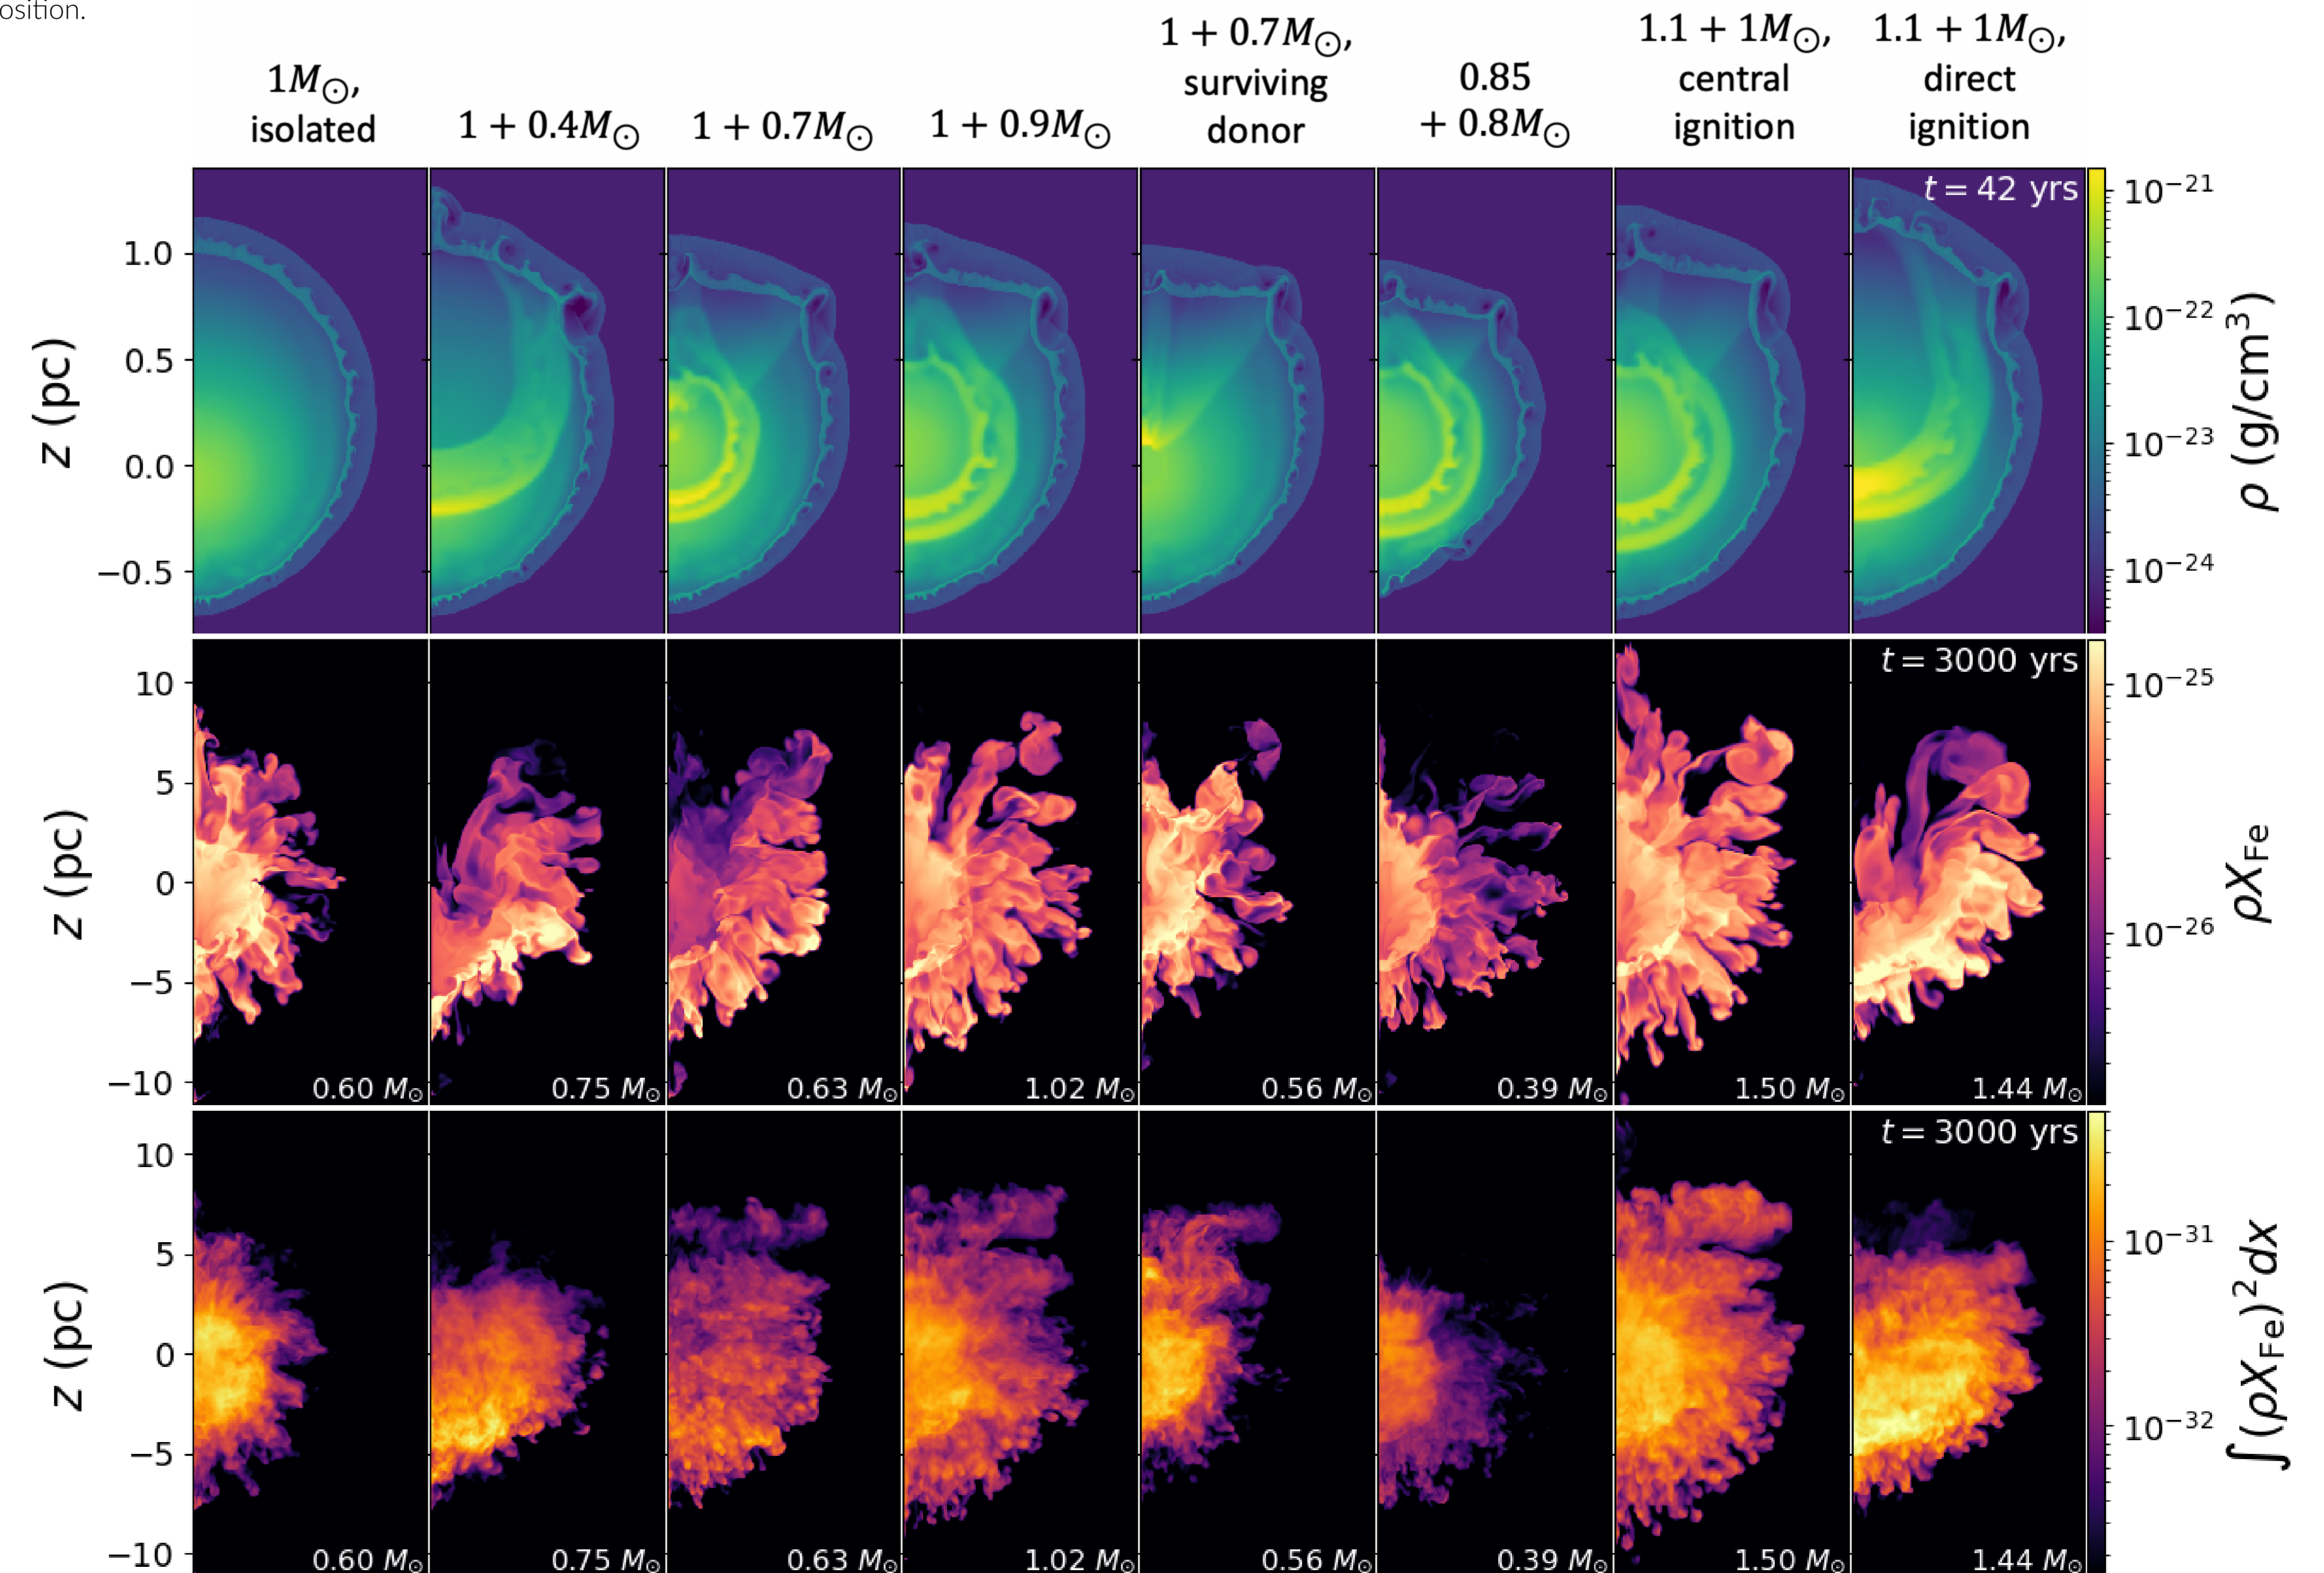 osition.
1M⊙,
isolated
1 + 0.4M⊙
1 + 0.7M⊙
1 + 0.9M⊙
1 + 0.7M⊙,
surviving
donor
0.85
+ 0.8M⊙
1.1 + 1M⊙,
central
ignition
1.1 + 1M⊙,
direct
ignition
t = 42 yrs
z (pc)
1.0
0.5
0.0
−0.5
10⁻²¹
10⁻²²
10⁻²³
10⁻²⁴
ρ (g/cm³)
t = 3000 yrs
z (pc)
10
5
0
−5
−10
0.60 M⊙
0.75 M⊙
0.63 M⊙
1.02 M⊙
0.56 M⊙
0.39 M⊙
1.50 M⊙
1.44 M⊙
10⁻²⁵
10⁻²⁶
ρX_Fe
t = 3000 yrs
z (pc)
10
5
0
−5
−10
0.60 M⊙
0.75 M⊙
0.63 M⊙
1.02 M⊙
0.56 M⊙
0.39 M⊙
1.50 M⊙
1.44 M⊙
10⁻³¹
10⁻³²
∫(ρX_Fe)²dx